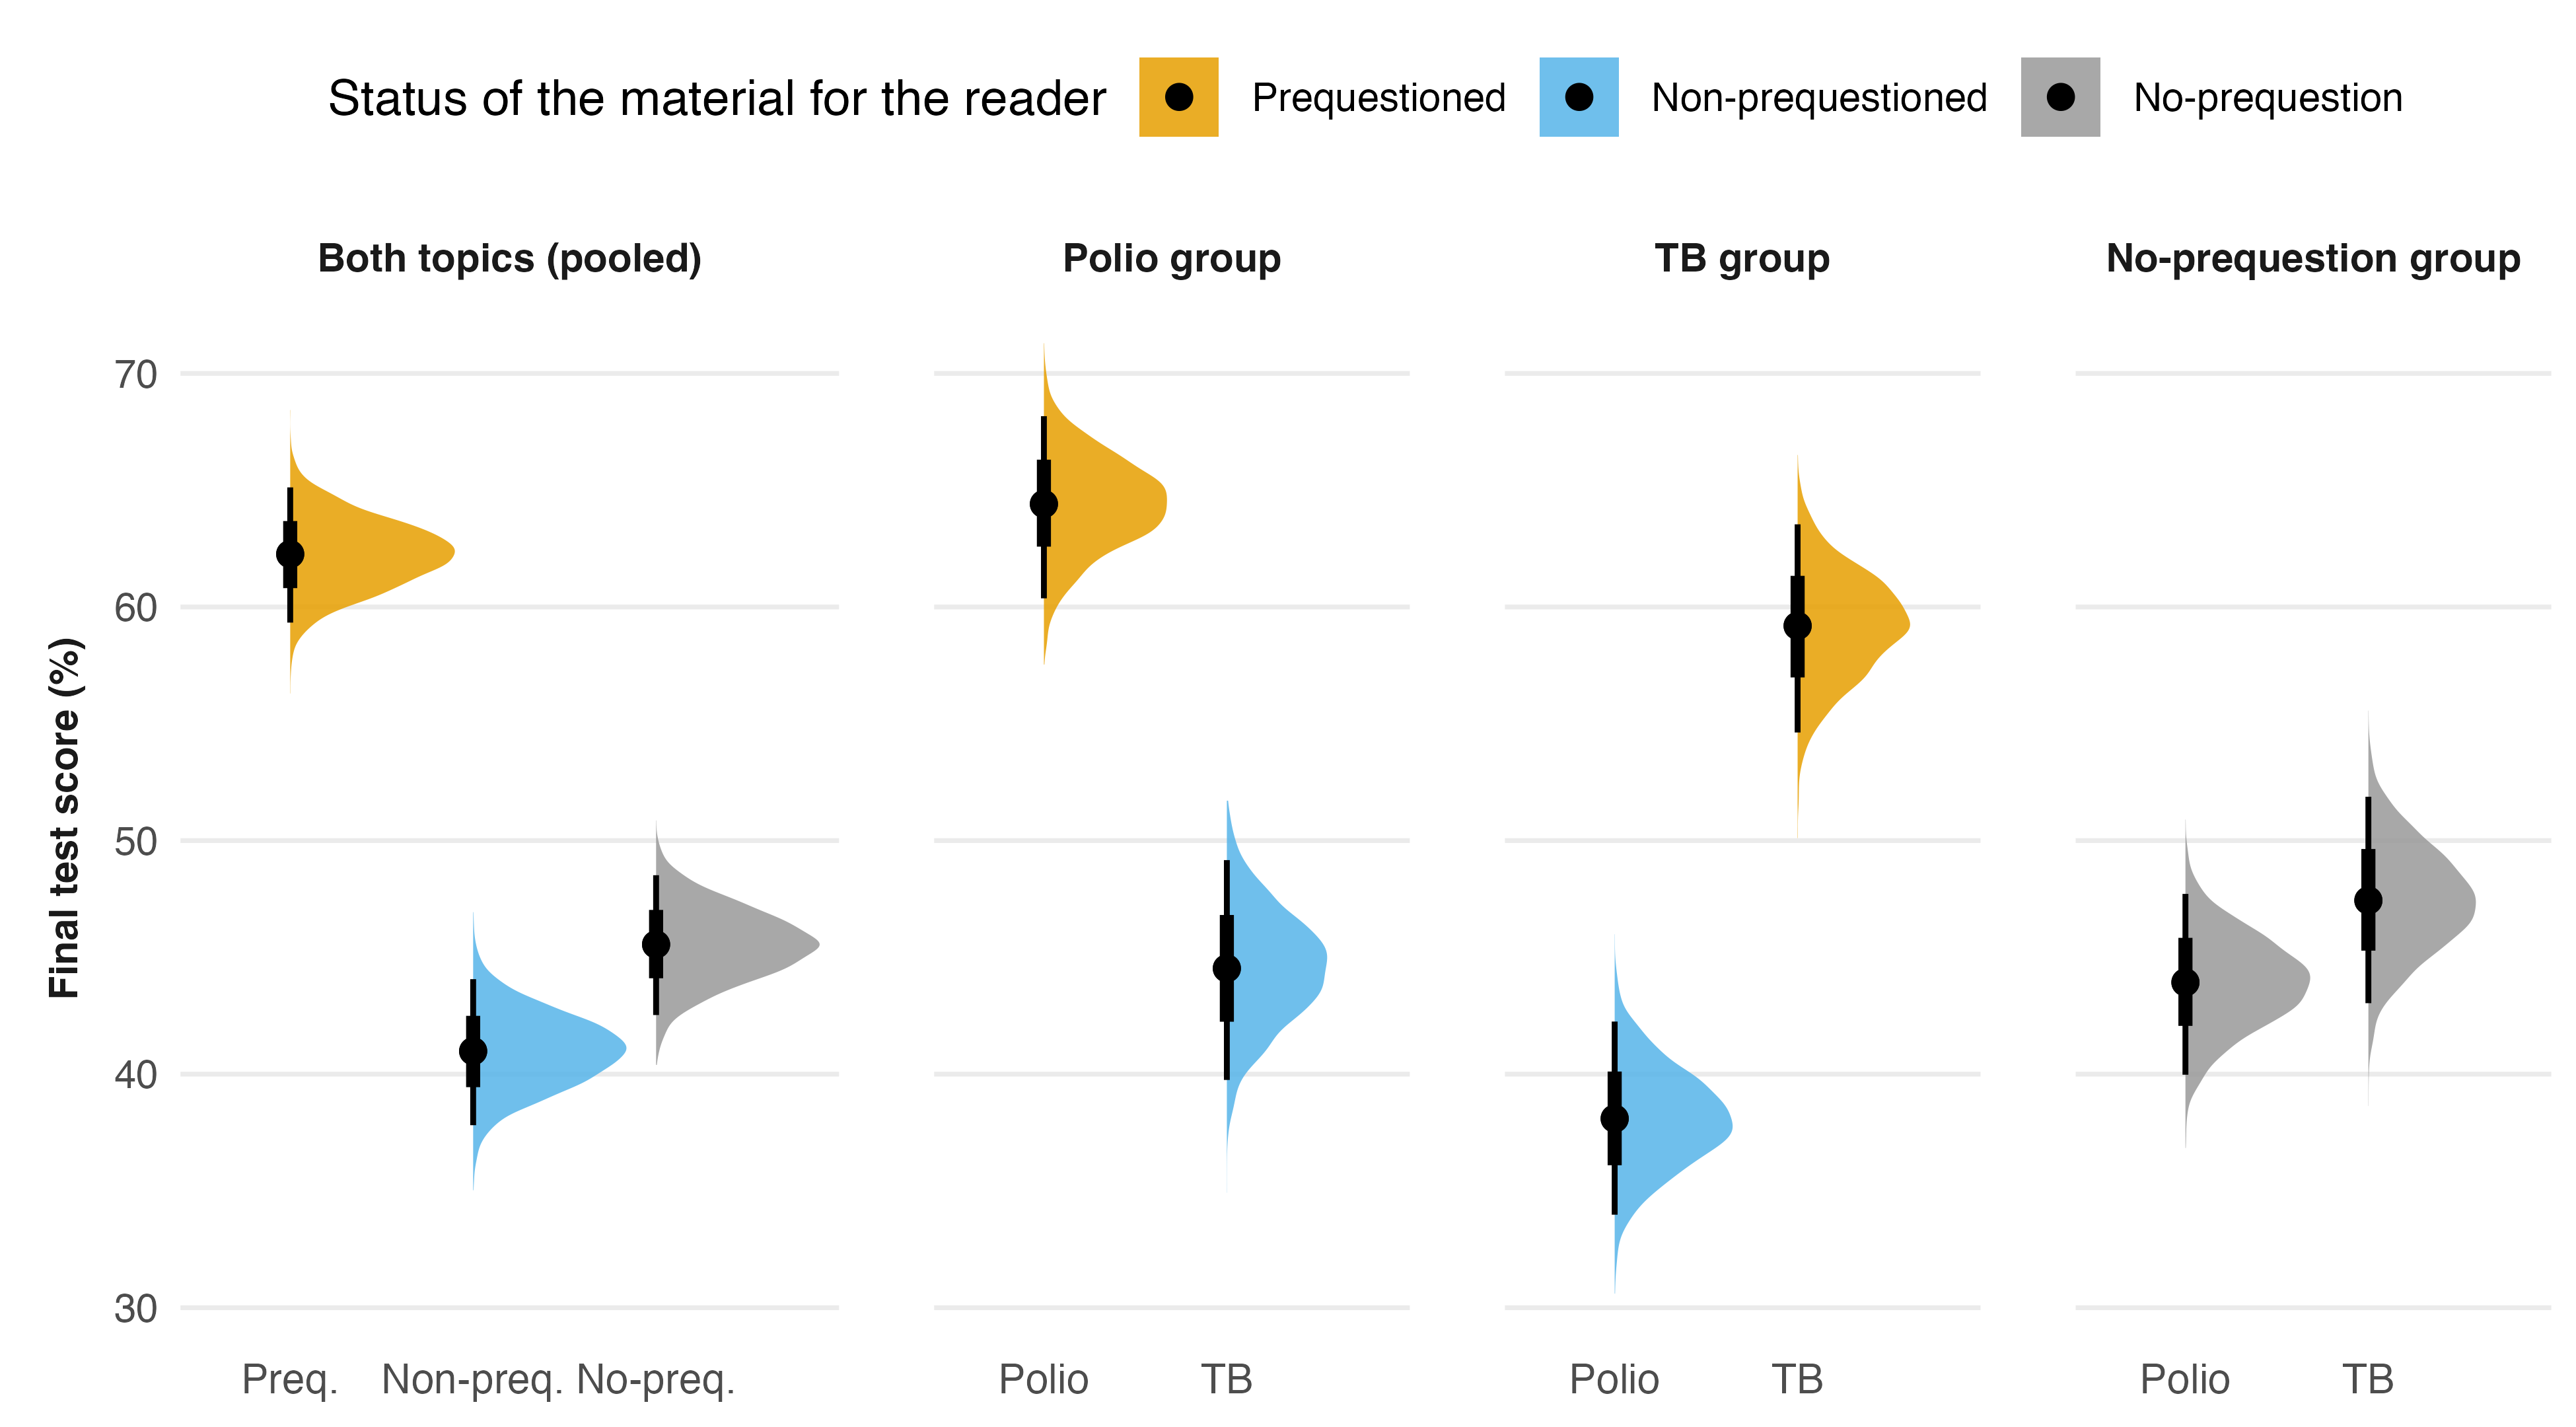 Status of the material for the reader Prequestioned Non-prequestioned No-prequestion
Both topics (pooled) Polio group TB group No-prequestion group
Final test score (%)
70
60
50
40
30
Preq. Non-preq. No-preq. Polio TB Polio TB Polio TB